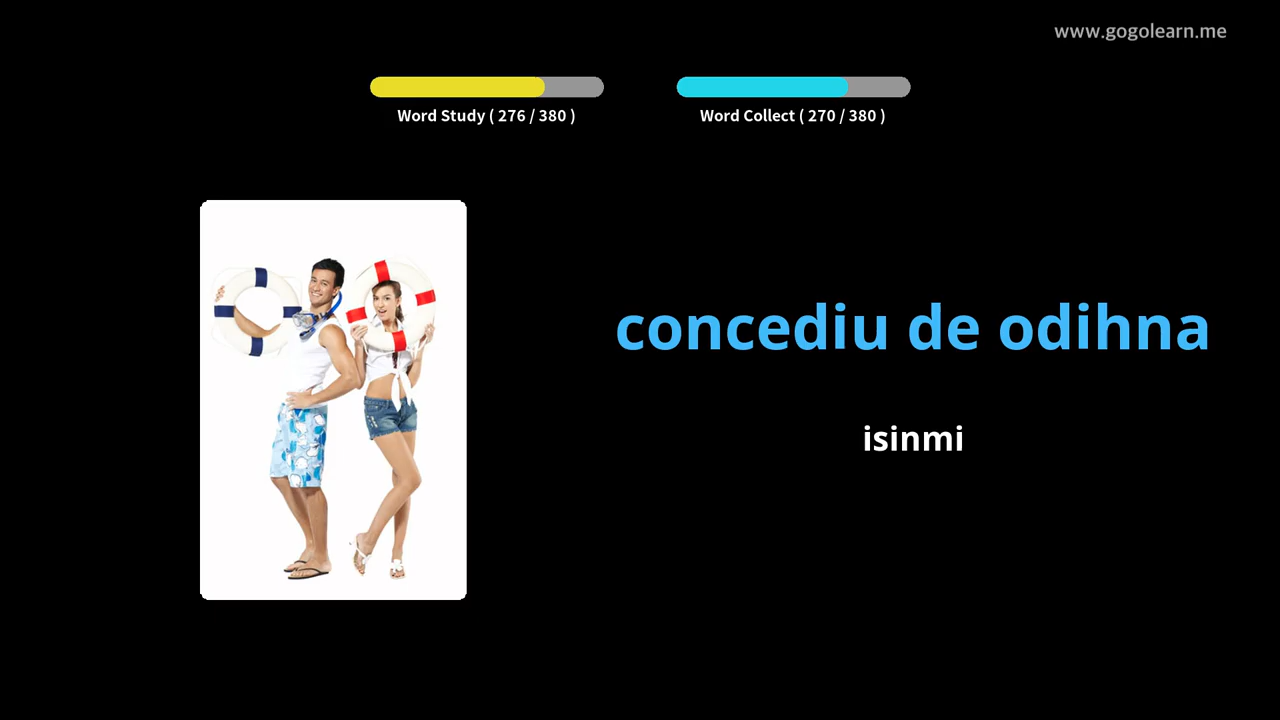 www.gogolearn.me
Word Study ( 276 / 380 )
Word Collect ( 270 / 380 )
concediu de odihna
isinmi